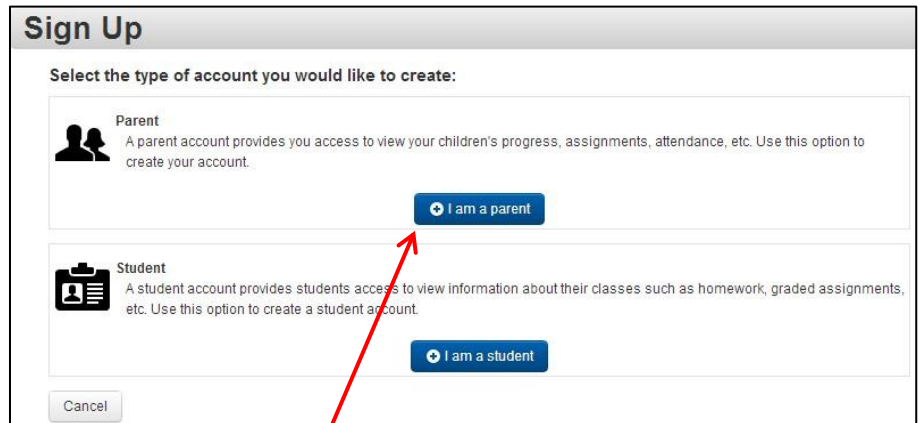 Sign Up
Select the type of account you would like to create:
Parent
A parent account provides you access to view your children's progress, assignments, attendance, etc. Use this option to
create your account.
I am a parent
Student
A student account provides students access to view information about their classes such as homework, graded assignments,
etc. Use this option to create a student account.
I am a student
Cancel